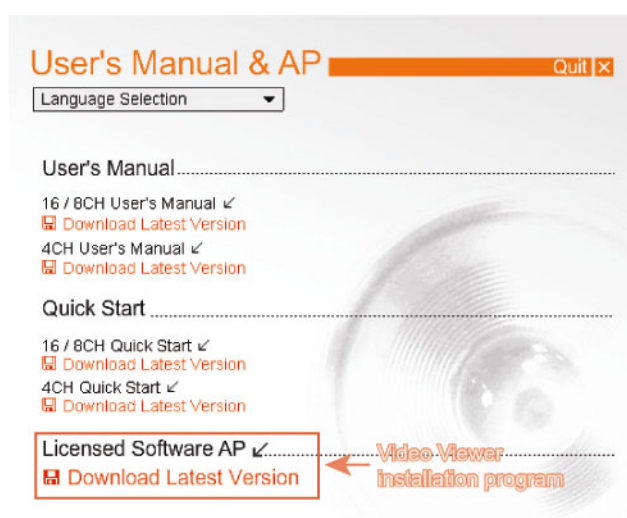 User's Manual & AP
Quit
Language Selection
User's Manual
16 / 8CH User's Manual
Download Latest Version
4CH User's Manual
Download Latest Version
Quick Start
16 / 8CH Quick Start
Download Latest Version
4CH Quick Start
Download Latest Version
Licensed Software AP
Download Latest Version
Video Viewer
installation program